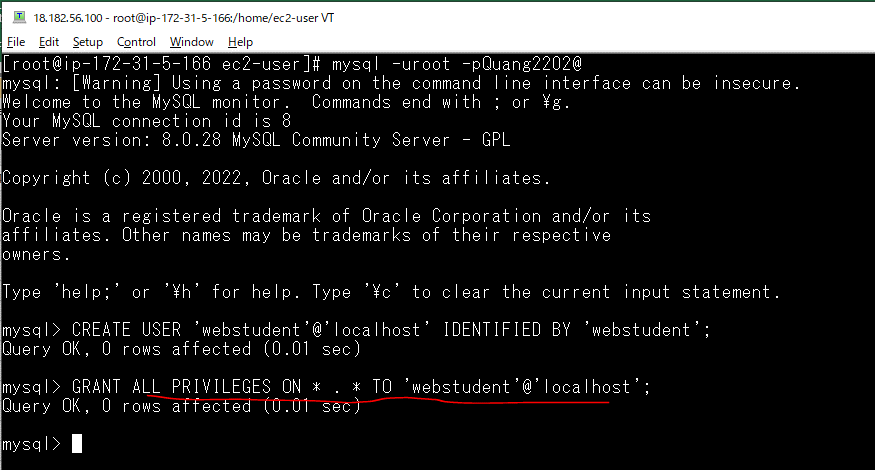 18.182.56.100 - root@ip-172-31-5-166:/home/ec2-user VT
File Edit Setup Control Window Help
[root@ip-172-31-5-166 ec2-user]# mysql -uroot -pQuang2202@
mysql: [Warning] Using a password on the command line interface can be insecure.
Welcome to the MySQL monitor.  Commands end with ; or ¥g.
Your MySQL connection id is 8
Server version: 8.0.28 MySQL Community Server - GPL
Copyright (c) 2000, 2022, Oracle and/or its affiliates.
Oracle is a registered trademark of Oracle Corporation and/or its
affiliates. Other names may be trademarks of their respective
owners.
Type 'help;' or '¥h' for help. Type '¥c' to clear the current input statement.
mysql> CREATE USER 'webstudent'@'localhost' IDENTIFIED BY 'webstudent';
Query OK, 0 rows affected (0.01 sec)
mysql> GRANT ALL PRIVILEGES ON * . * TO 'webstudent'@'localhost';
Query OK, 0 rows affected (0.01 sec)
mysql>